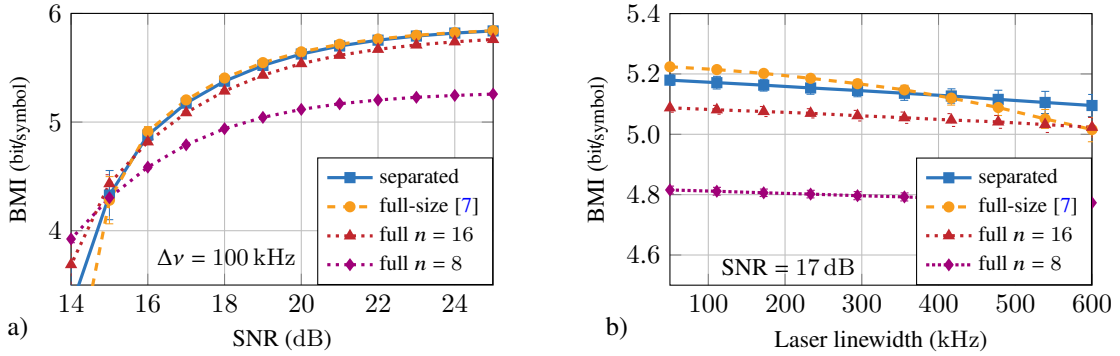 6
5
4
BMI (bit/symbol)
14 16 18 20 22 24
SNR (dB)
separated
full-size [7]
full n = 16
full n = 8
Δν = 100 kHz
a)
5.4
5.2
5.0
4.8
4.6
BMI (bit/symbol)
100 200 300 400 500 600
Laser linewidth (kHz)
separated
full-size [7]
full n = 16
full n = 8
SNR = 17 dB
b)